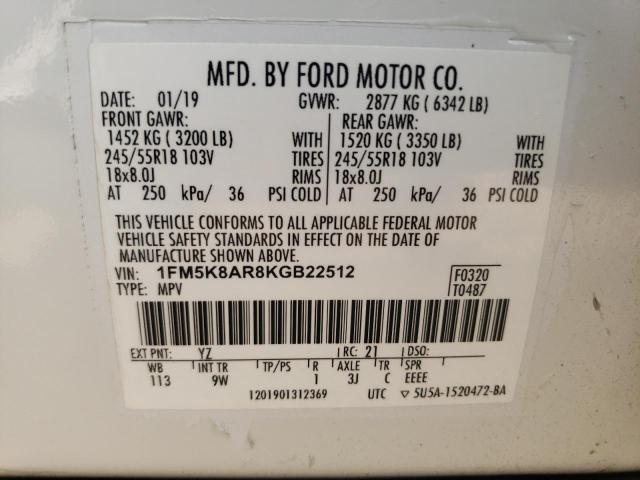 MFD. BY FORD MOTOR CO.
DATE: 01/19 GVWR: 2877 KG ( 6342 LB)
FRONT GAWR: REAR GAWR:
1452 KG ( 3200 LB) WITH 1520 KG ( 3350 LB) WITH
245/55R18 103V TIRES 245/55R18 103V TIRES
18x8.0J RIMS 18x8.0J RIMS
AT 250 kPa/ 36 PSI COLD AT 250 kPa/ 36 PSI COLD
THIS VEHICLE CONFORMS TO ALL APPLICABLE FEDERAL MOTOR
VEHICLE SAFETY STANDARDS IN EFFECT ON THE DATE OF
MANUFACTURE SHOWN ABOVE.
VIN: 1FM5K8AR8KGB22512 F0320
TYPE: MPV T0487
EXT PNT: YZ RC: 21 DSO:
WB INT TR TP/PS R AXLE TR SPR
113 9W 1 3J C EEEE
1201901312369 UTC ▽ 5U5A-1520472-BA